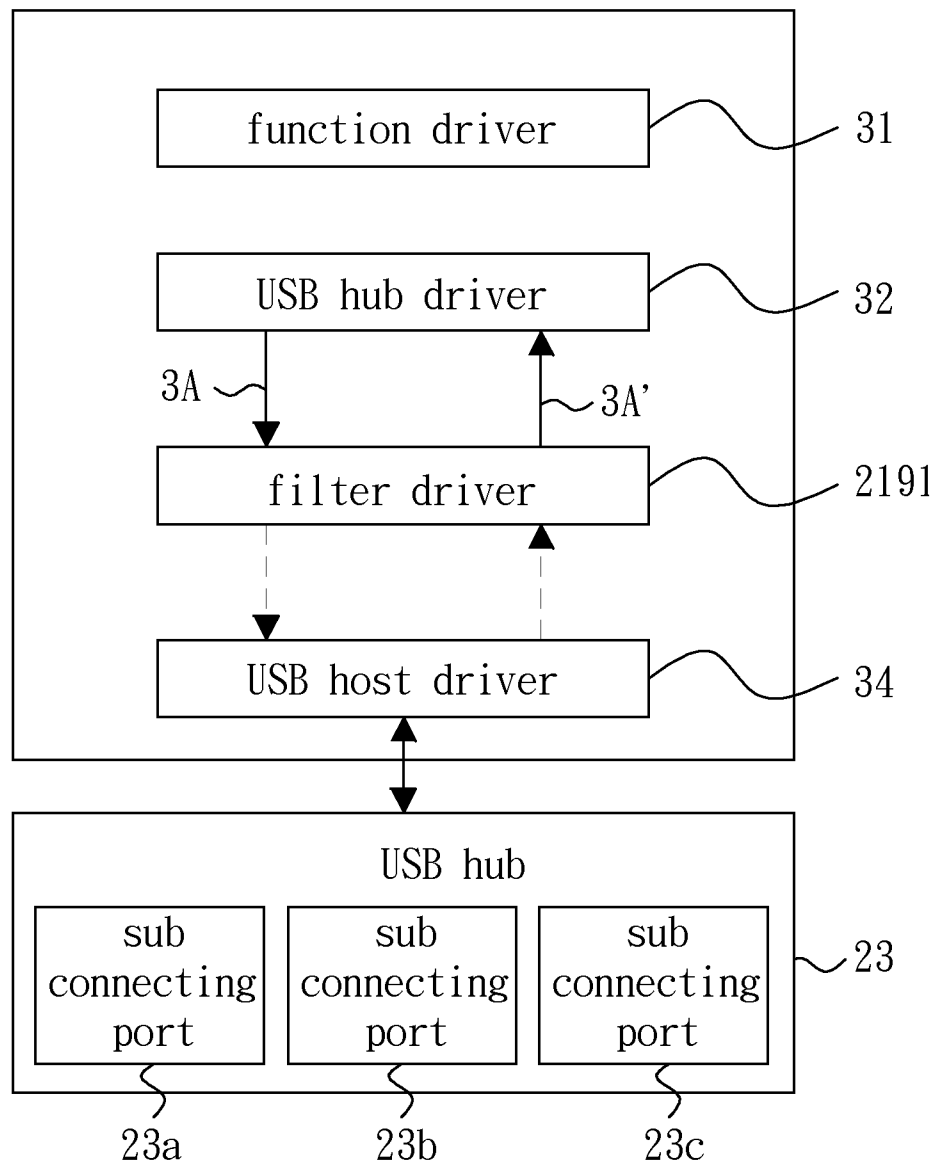 function driver
31
USB hub driver
32
3A
3A'
filter driver
2191
USB host driver
34
USB hub
sub
connecting
port
sub
connecting
port
sub
connecting
port
23
23a
23b
23c